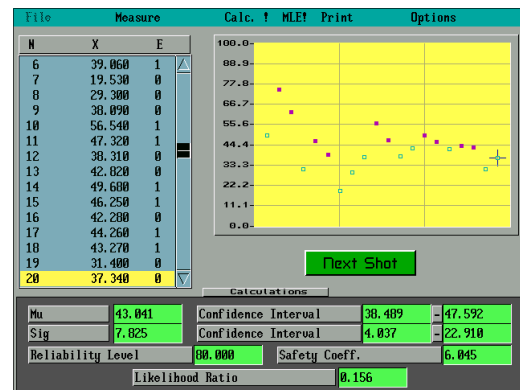 File Measure Calc. ! MLE! Print Options
N X E
6 39.060 1
7 19.530 0
8 29.300 0
9 38.090 0
10 56.540 1
11 47.320 1
12 38.310 0
13 42.820 0
14 49.680 1
15 46.250 1
16 42.280 0
17 44.260 1
18 43.270 1
19 31.400 0
20 37.340 0
100.0
88.9
77.8
66.7
55.6
44.4
33.3
22.2
11.1
0.0
Next Shot
Calculations
Mu 43.041 Confidence Interval 38.489 - 47.592
Sig 7.825 Confidence Interval 4.037 - 22.910
Reliability Level 80.000 Safety Coeff. 6.045
Likelihood Ratio 0.156